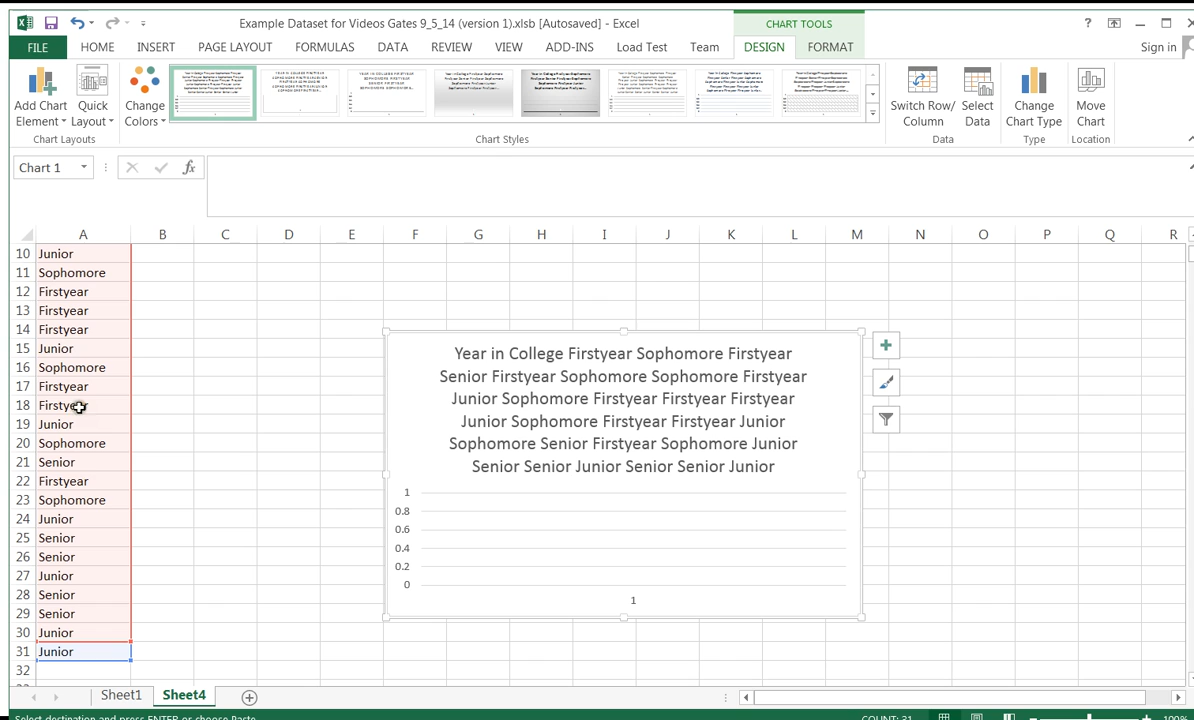 Example Dataset for Videos Gates 9_5_14 (version 1).xlsb [Autosaved] - Excel
CHART TOOLS
?
FILE HOME INSERT PAGE LAYOUT FORMULAS DATA REVIEW VIEW ADD-INS Load Test Team DESIGN FORMAT Sign in
Add Chart Element
Quick Layout
Change Colors
Switch Row/ Column
Select Data
Change Chart Type
Move Chart
Chart Layouts Chart Styles Data Type Location
Chart 1 fx
A B C D E F G H I J K L M N O P Q R
10 Junior
11 Sophomore
12 Firstyear
13 Firstyear
14 Firstyear
15 Junior
16 Sophomore
17 Firstyear
18 Firstyear
19 Junior
20 Sophomore
21 Senior
22 Firstyear
23 Sophomore
24 Junior
25 Senior
26 Senior
27 Junior
28 Senior
29 Senior
30 Junior
31 Junior
32
Year in College Firstyear Sophomore Firstyear
Senior Firstyear Sophomore Sophomore Firstyear
Junior Sophomore Firstyear Firstyear Firstyear
Junior Sophomore Firstyear Firstyear Junior
Sophomore Senior Firstyear Sophomore Junior
Senior Senior Junior Senior Senior Junior
1
0.8
0.6
0.4
0.2
0
1
Sheet1 Sheet4
Select destination and press ENTER or choose Paste COUNT: 31 100%